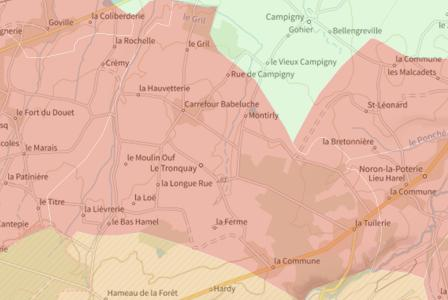 la Coliberderie
Goville
le Gril
Campigny
la Rochelle
Gohier
Bellengreville
le Gril
Crémy
le Vieux Campigny
la Commune
Rue de Campigny
les Malcadets
la Hauvetterie
Carrefour Babeluche
St-Léonard
le Fort du Douet
Montirly
la Bretonnière
le Marais
le Moulin Ouf
Le Tronquay
Noron-la-Poterie
Lieu Harel
la Patinière
la Longue Rue
la Commune
le Titre
la Loë
la Lièvrerie
le Bas Hamel
la Ferme
la Tuilerie
la Commune
Hameau de la Forêt
Hardy